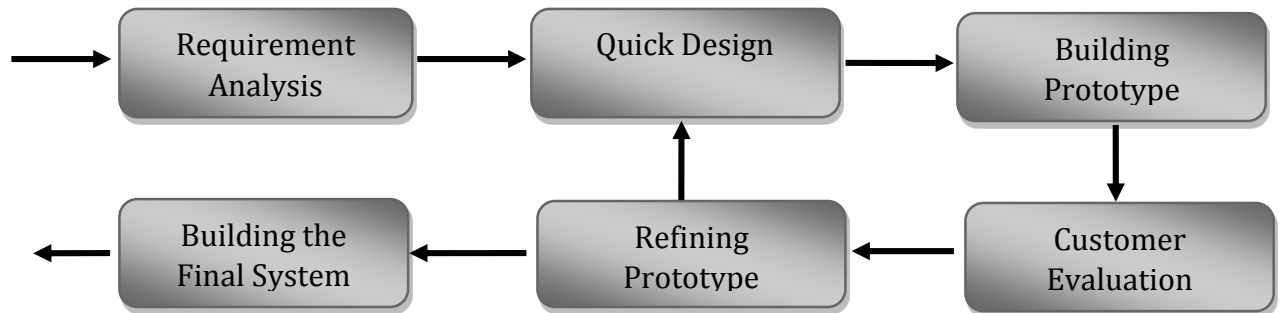 Requirement
Analysis
Quick Design
Building
Prototype
Building the
Final System
Refining
Prototype
Customer
Evaluation